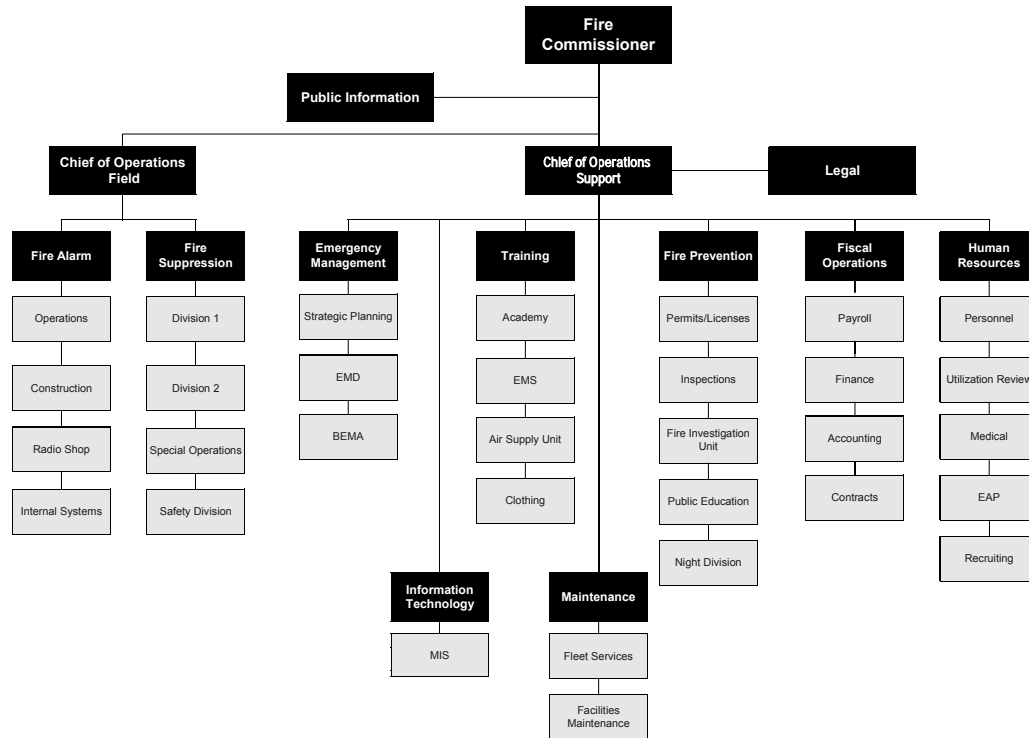 Fire
Commissioner
Public Information
Chief of Operations
Field
Chief of Operations
Support
Legal
Fire Alarm
Fire
Suppression
Emergency
Management
Training
Fire Prevention
Fiscal
Operations
Human
Resources
Operations
Division 1
Strategic Planning
Academy
Permits/Licenses
Payroll
Personnel
Construction
Division 2
EMD
EMS
Inspections
Finance
Utilization Review
Radio Shop
Special Operations
BEMA
Air Supply Unit
Fire Investigation
Unit
Accounting
Medical
Internal Systems
Safety Division
Clothing
Public Education
Contracts
EAP
Night Division
Recruiting
Information
Technology
Maintenance
MIS
Fleet Services
Facilities
Maintenance